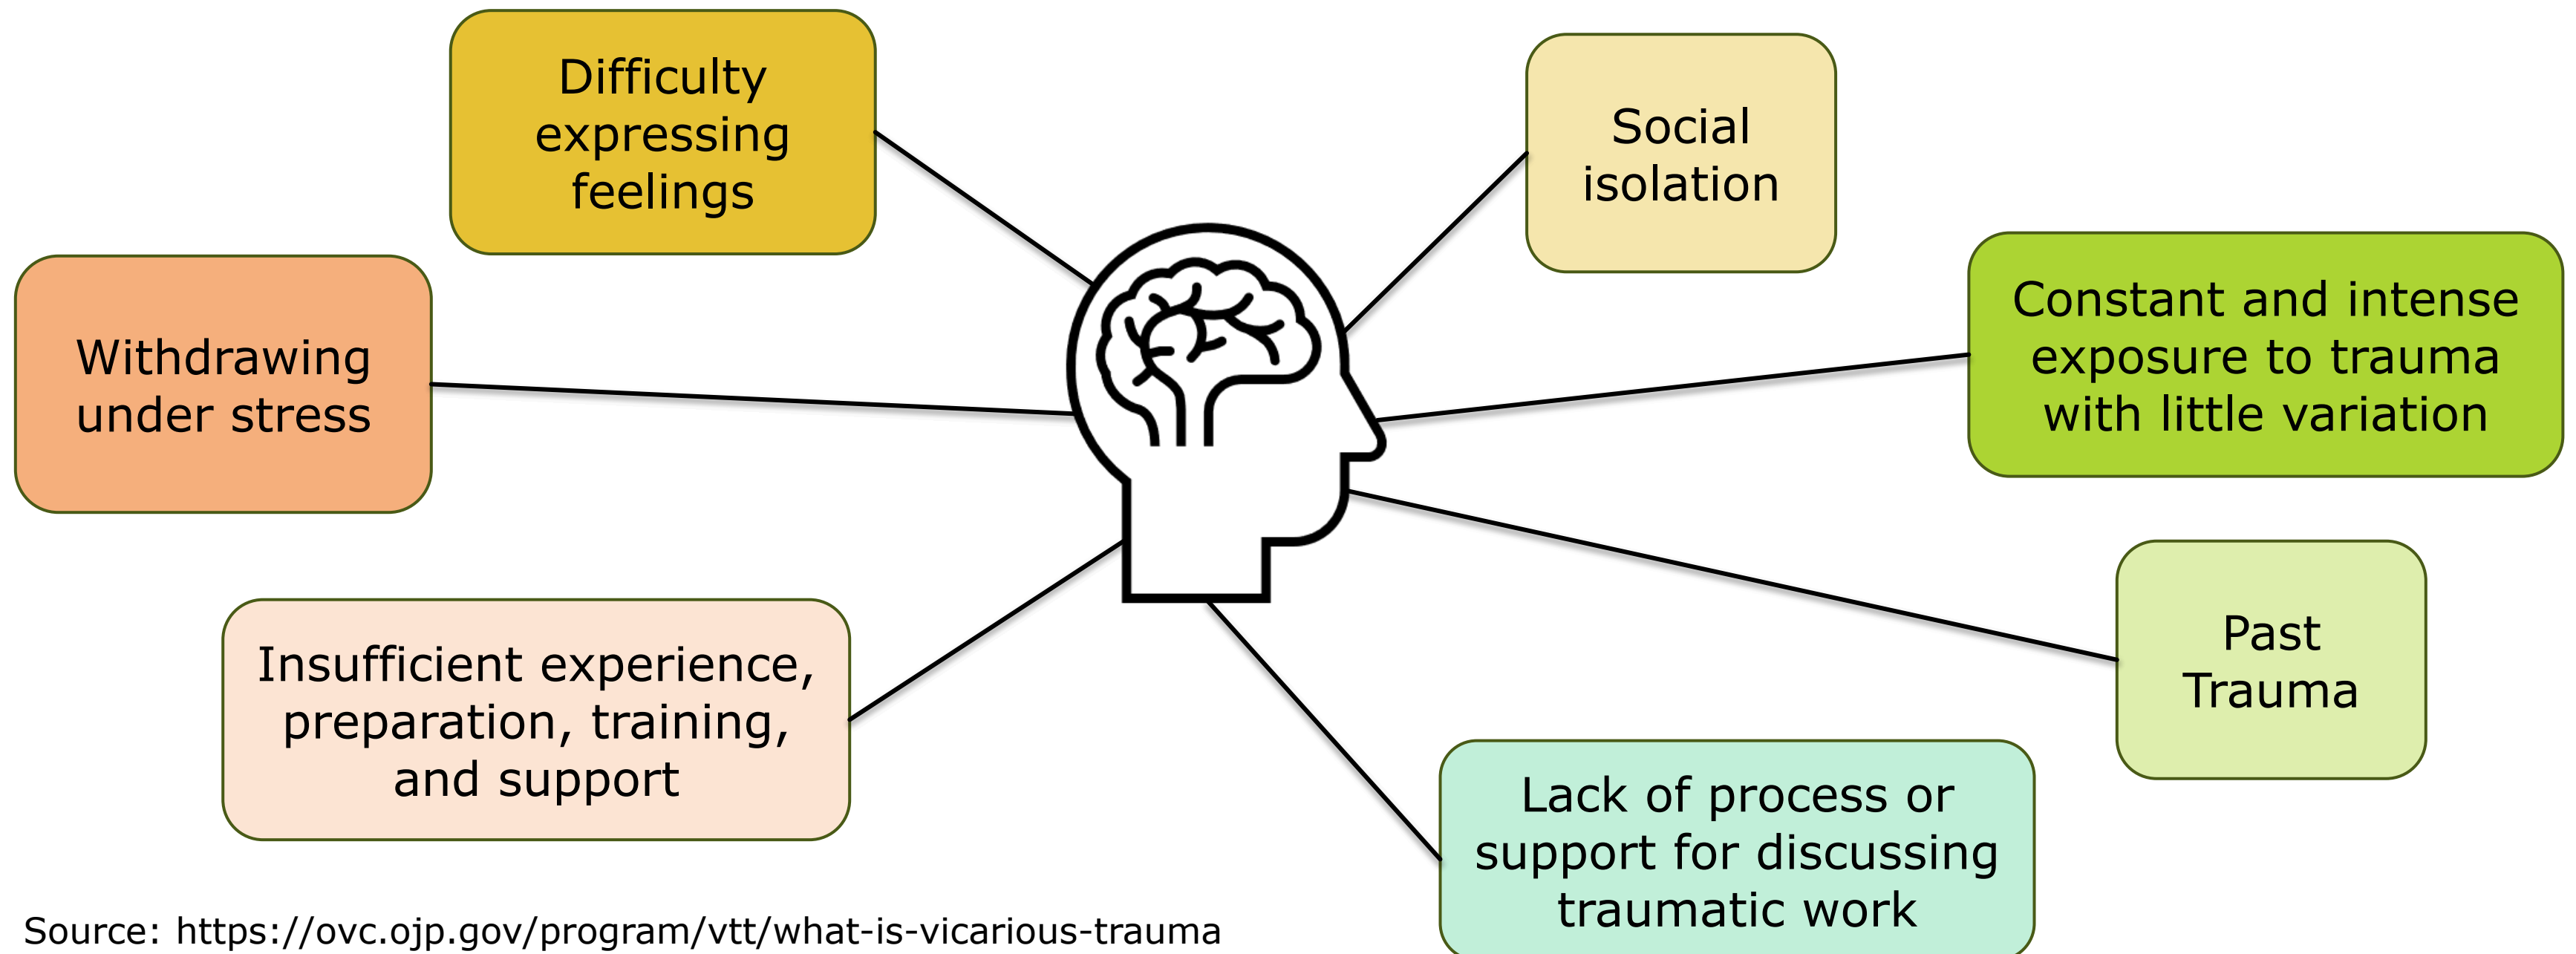 Difficulty
expressing
feelings
Social
isolation
Withdrawing
under stress
Constant and intense
exposure to trauma
with little variation
Insufficient experience,
preparation, training,
and support
Past
Trauma
Lack of process or
support for discussing
traumatic work
Source: https://ovc.ojp.gov/program/vtt/what-is-vicarious-trauma